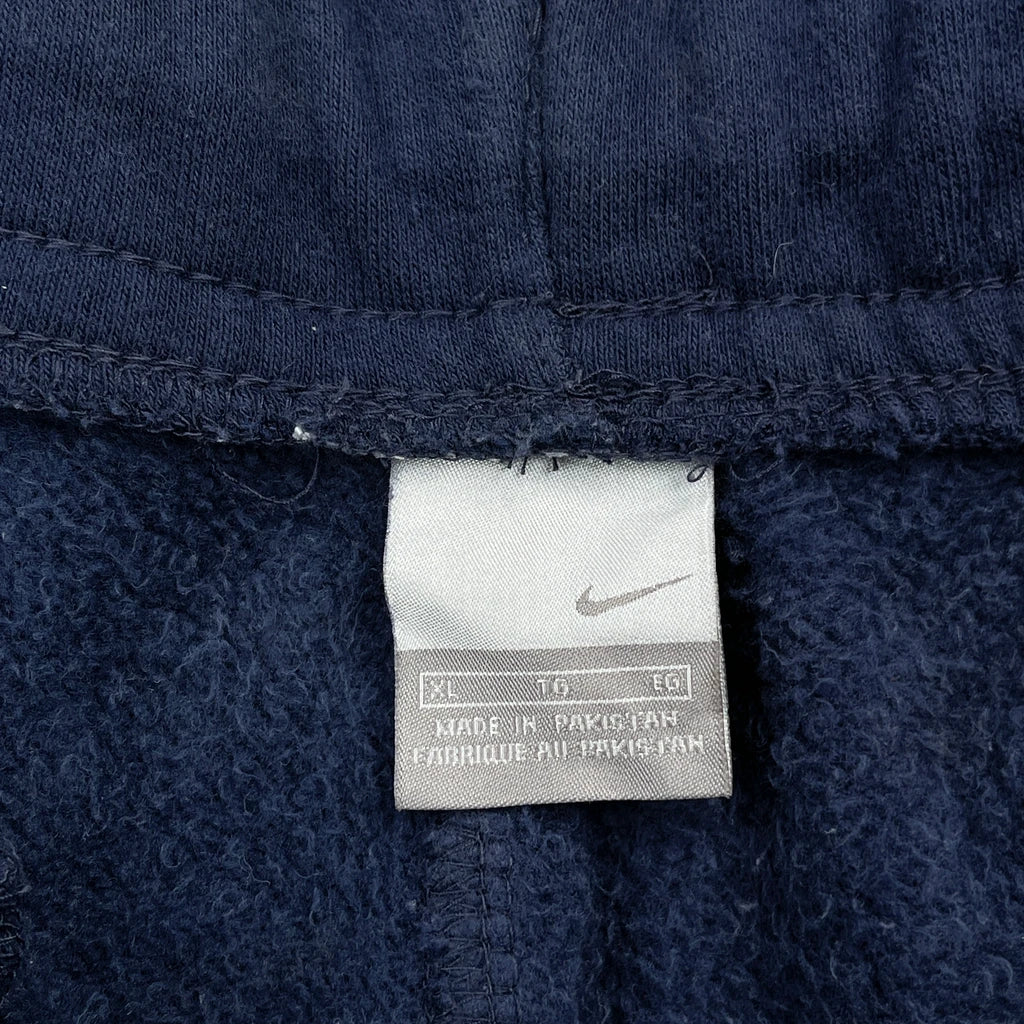 XL TG EG
MADE IN PAKISTAN
FABRIQUE AU PAKISTAN